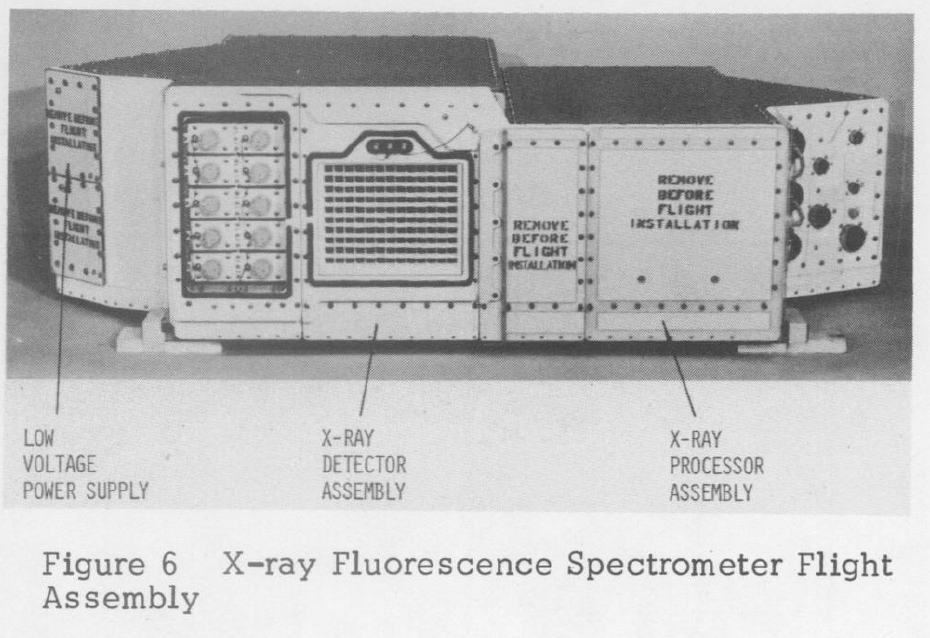 REMOVE BEFORE
FLIGHT
INSTALLATION
REMOVE BEFORE
FLIGHT
INSTALLATION
REMOVE
BEFORE
FLIGHT
INSTALLATION
REMOVE
BEFORE
FLIGHT
INSTALLATION
LOW
VOLTAGE
POWER SUPPLY
X-RAY
DETECTOR
ASSEMBLY
X-RAY
PROCESSOR
ASSEMBLY
Figure 6 X-ray Fluorescence Spectrometer Flight
Assembly